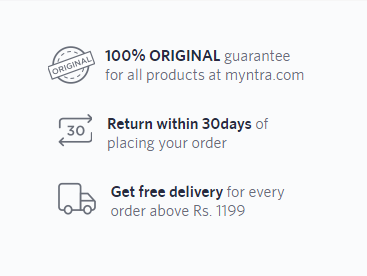 ORIGINAL
100% ORIGINAL guarantee
for all products at myntra.com
30
Return within 30days of
placing your order
Get free delivery for every
order above Rs. 1199